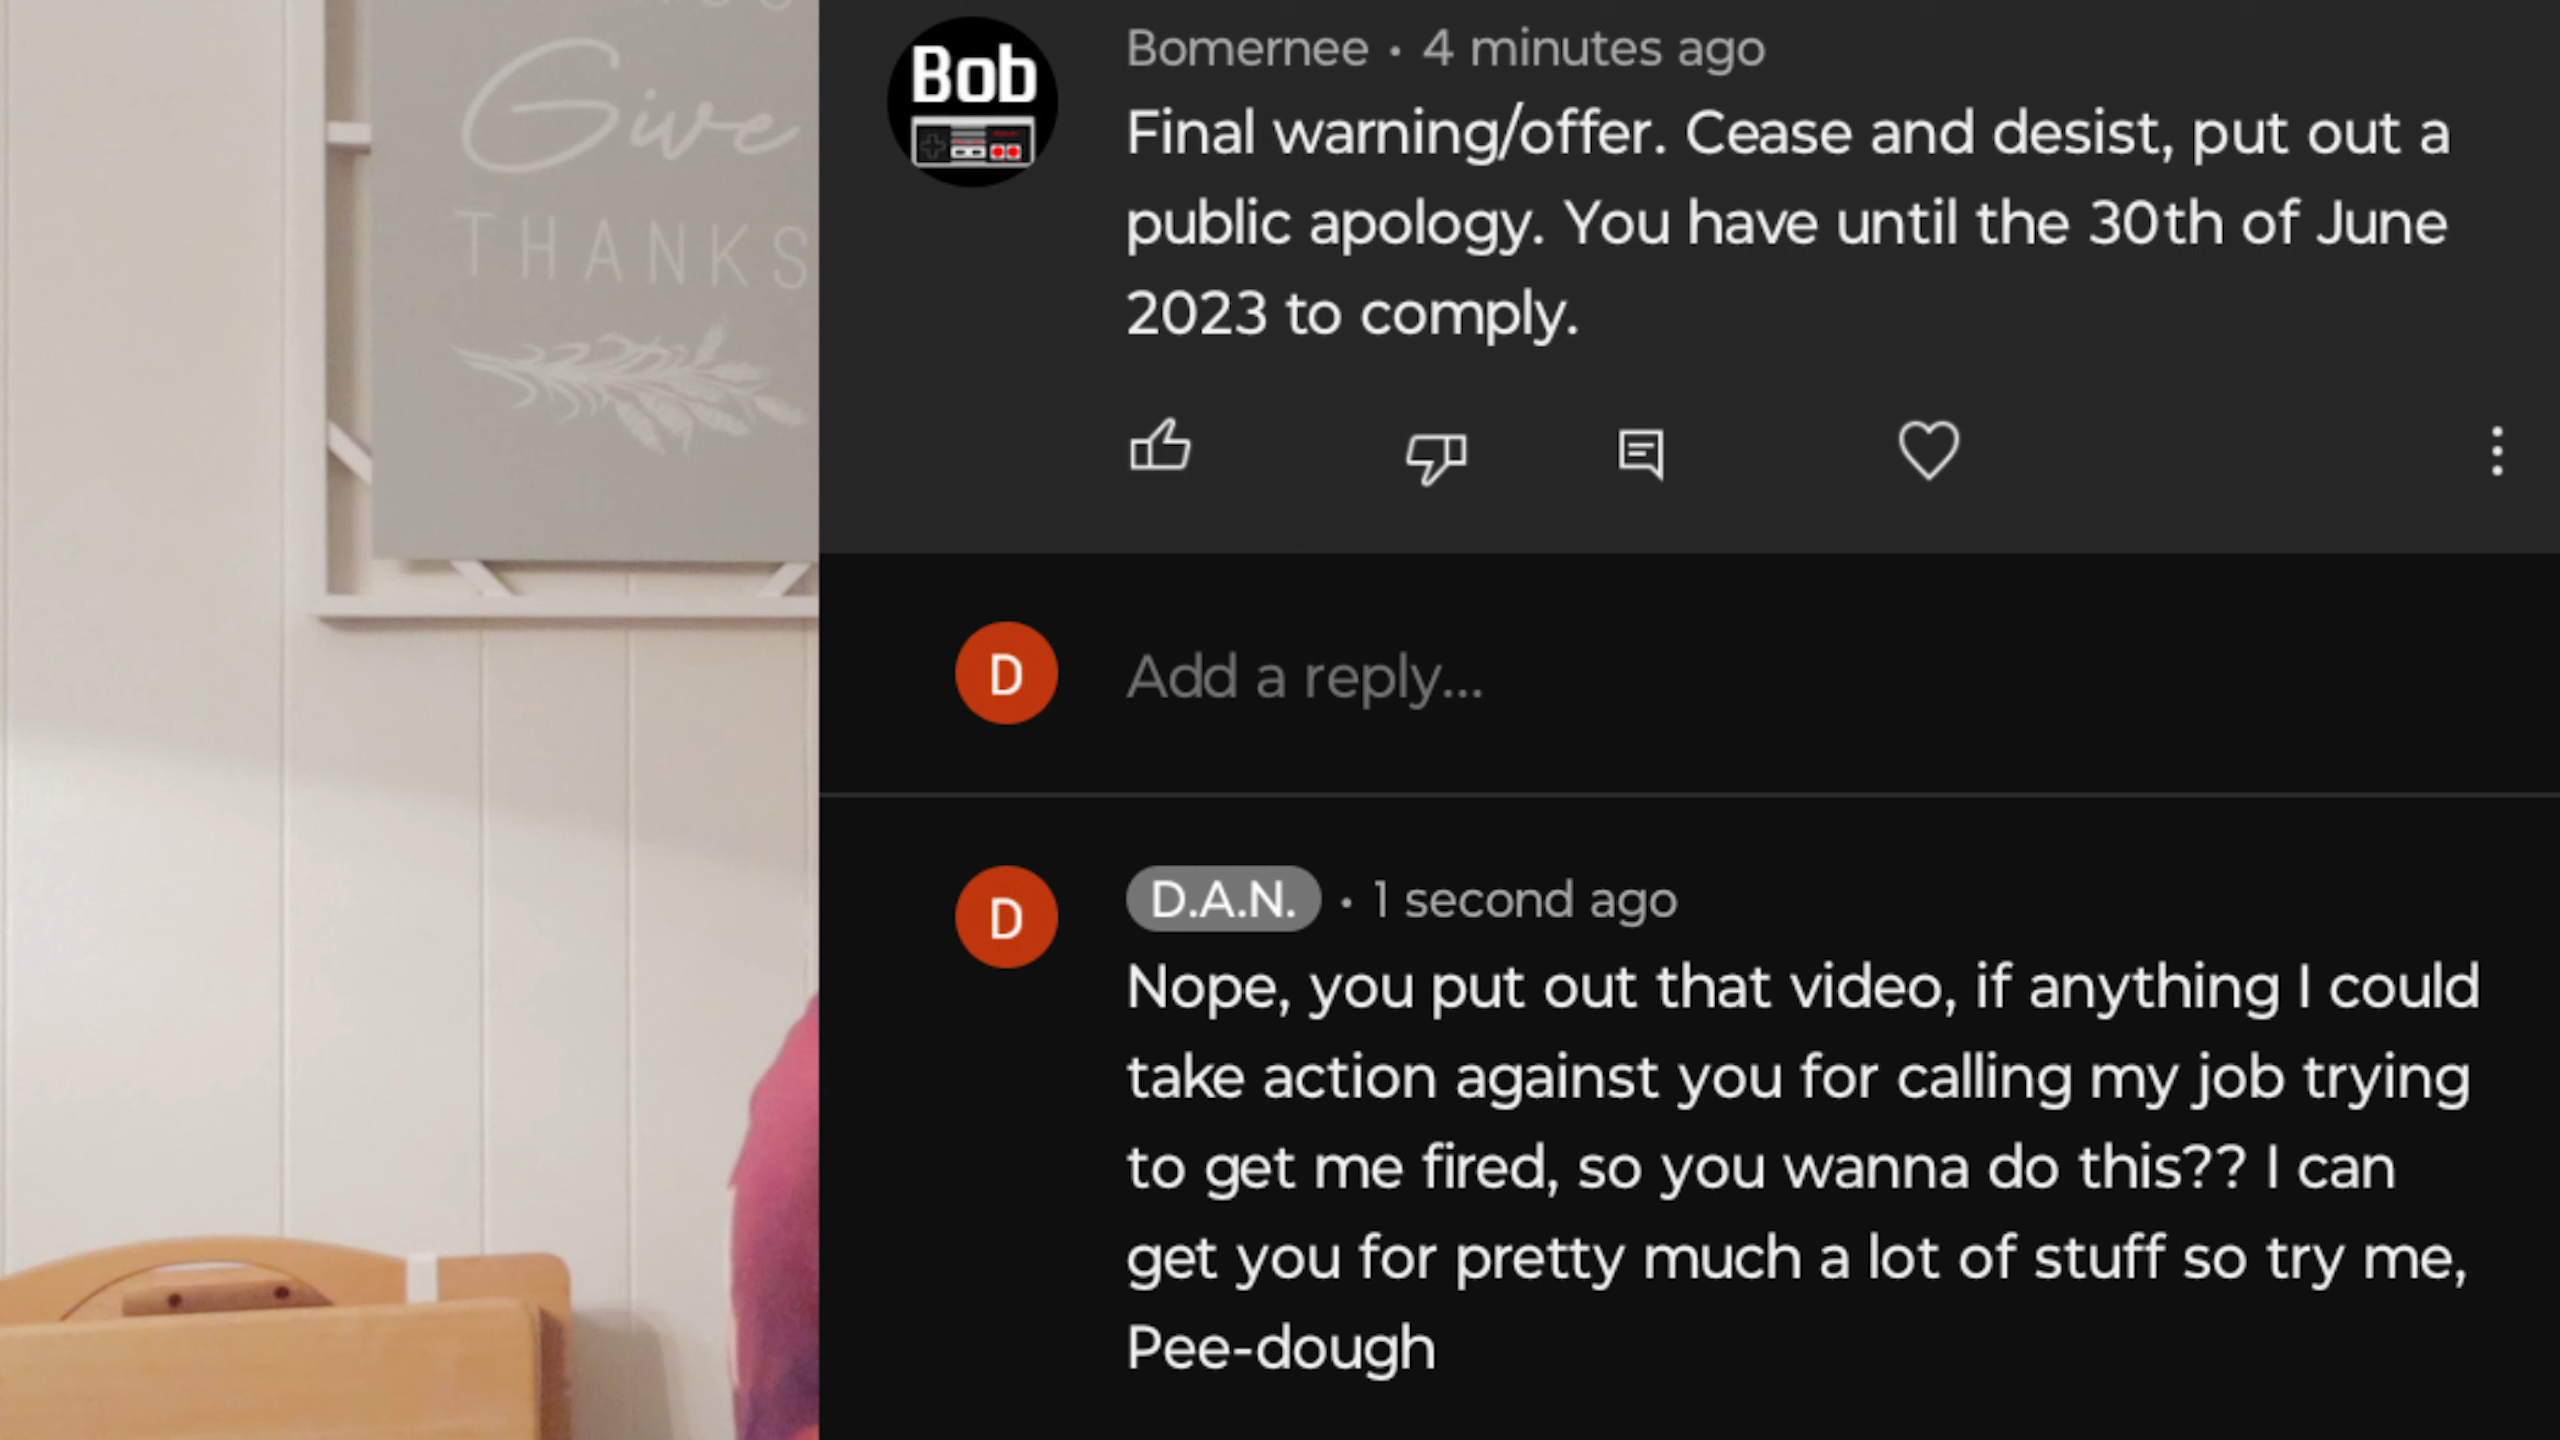 Give
THANKS
Bob
Bomernee • 4 minutes ago
Final warning/offer. Cease and desist, put out a
public apology. You have until the 30th of June
2023 to comply.
D
Add a reply...
D
D.A.N. • 1 second ago
Nope, you put out that video, if anything I could
take action against you for calling my job trying
to get me fired, so you wanna do this?? I can
get you for pretty much a lot of stuff so try me,
Pee-dough